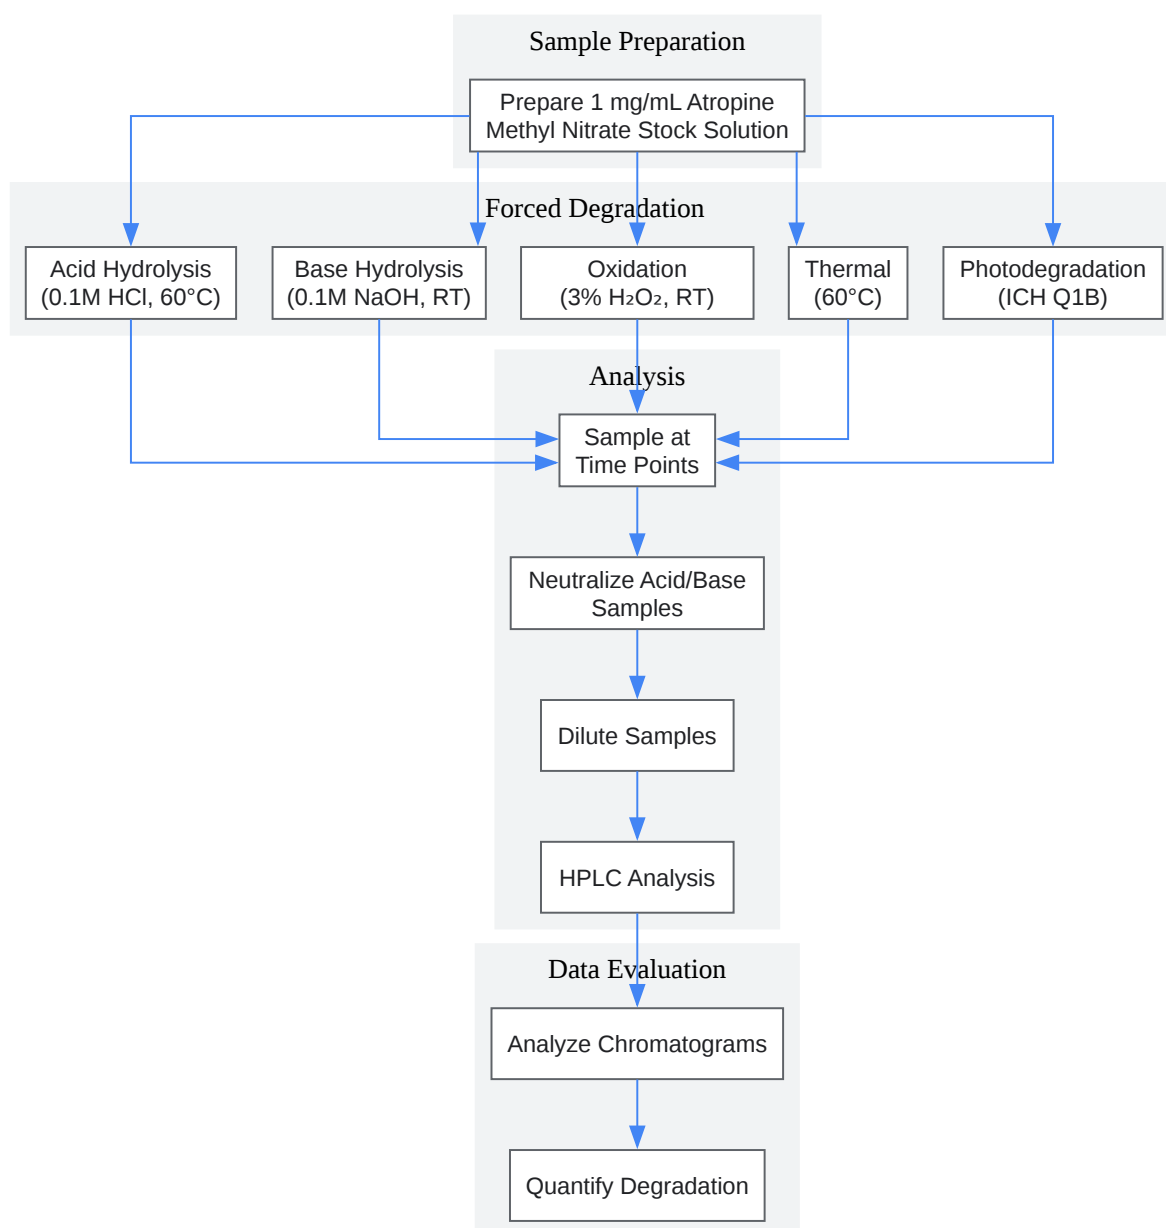 Sample Preparation
Prepare 1 mg/mL Atropine
Methyl Nitrate Stock Solution
Forced Degradation
Acid Hydrolysis
(0.1M HCl, 60°C)
Base Hydrolysis
(0.1M NaOH, RT)
Oxidation
(3% H₂O₂, RT)
Thermal
(60°C)
Photodegradation
(ICH Q1B)
Analysis
Sample at
Time Points
Neutralize Acid/Base
Samples
Dilute Samples
HPLC Analysis
Data Evaluation
Analyze Chromatograms
Quantify Degradation